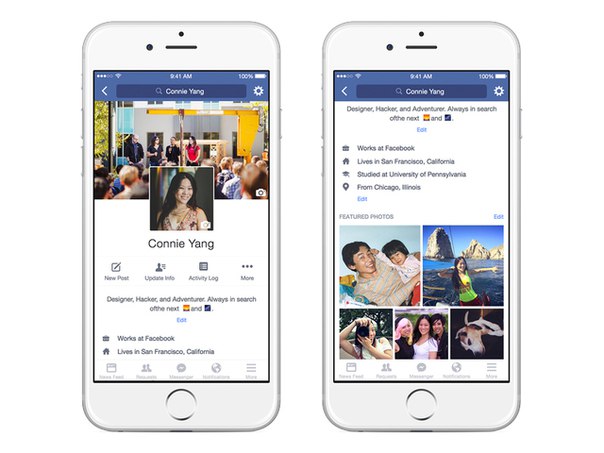 9:41 AM
100%
Connie Yang
Connie Yang
New Post
Update Info
Activity Log
More
Designer, Hacker, and Adventurer. Always in search
ofthe next 🌅 and 🌠.
Edit
Works at Facebook
Lives in San Francisco, California
News Feed
Requests
Messenger
Notifications
More
9:41 AM
100%
Connie Yang
Designer, Hacker, and Adventurer. Always in search
ofthe next 🌅 and 🌠.
Edit
Works at Facebook
Lives in San Francisco, California
Studied at University of Pennsylvania
From Chicago, Illinois
Edit
FEATURED PHOTOS
Edit
News Feed
Requests
Messenger
Notifications
More